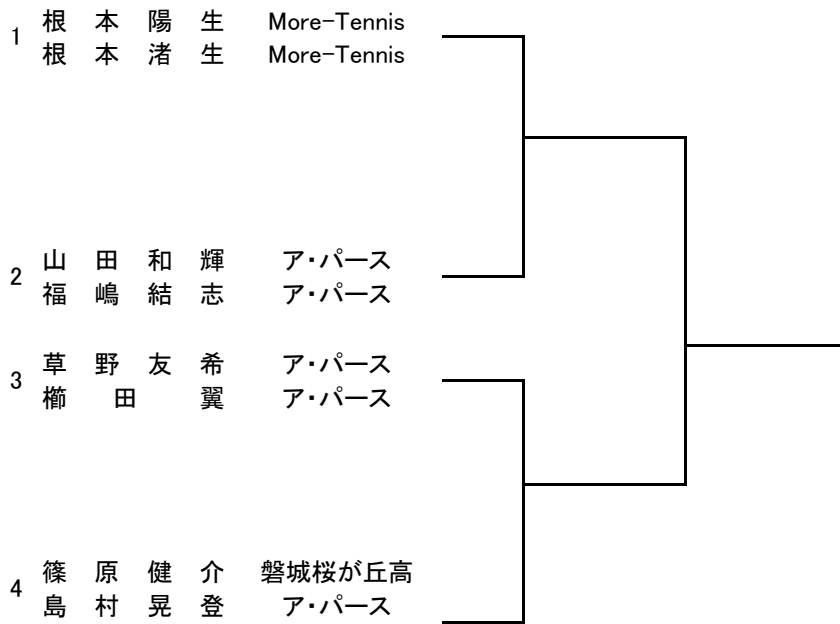 1 根本陽生 More-Tennis
根本渚生 More-Tennis
2 山田和輝 ア・パース
福嶋結志 ア・パース
3 草野友希 ア・パース
櫛田翼 ア・パース
4 篠原健介 磐城桜が丘高
島村晃登 ア・パース